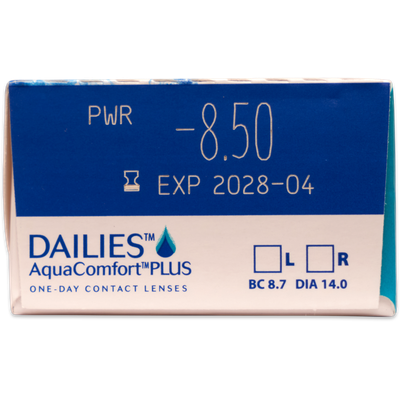 PWR -8.50
EXP 2028-04
DAILIES™
AquaComfort™PLUS
ONE-DAY CONTACT LENSES
L R
BC 8.7 DIA 14.0